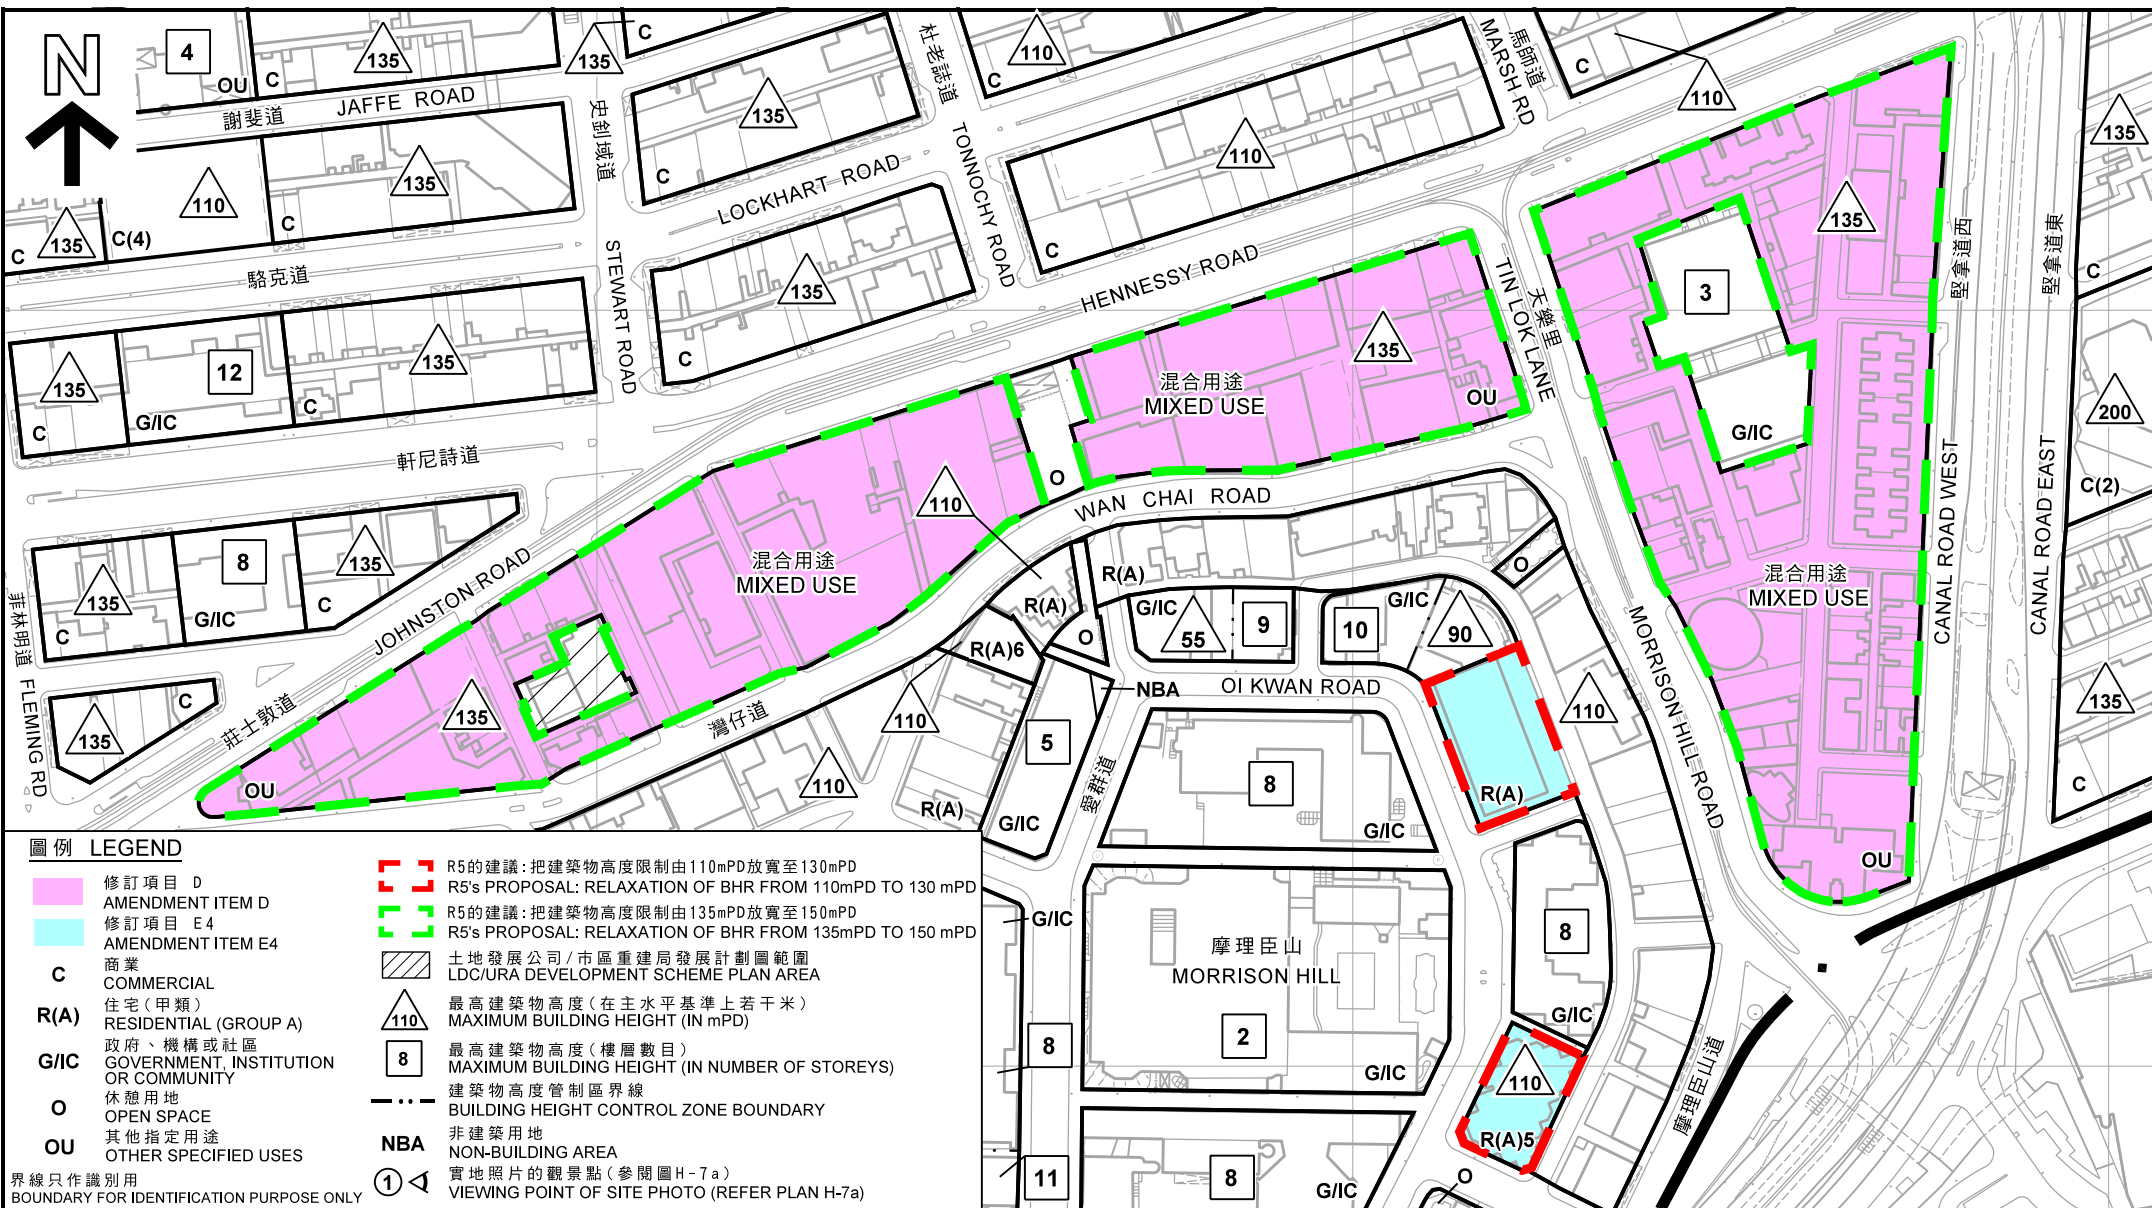 N
4
OU
C
135
135
C
謝斐道 JAFFE ROAD
110
135
C
C
135
C(4)
駱克道
史釗域道
STEWART ROAD
135
C
LOCKHART ROAD
135
C
杜老誌道
TONNOCHY ROAD
110
C
110
C
馬師道
MARSH RD
C
110
HENNESSY ROAD
135
C
12
G/IC
C
135
軒尼詩道
135
C
8
G/IC
135
C
135
C
菲林明道 FLEMING RD
JOHNSTON ROAD
莊士敦道
OU
135
混合用途
MIXED USE
110
O
混合用途
MIXED USE
135
OU
TIN LOK LANE
天樂里
WAN CHAI ROAD
灣仔道
135
3
G/IC
混合用途
MIXED USE
OU
堅拿道西
CANAL ROAD WEST
堅拿道東
CANAL ROAD EAST
135
C
200
C(2)
135
C
R(A)
R(A)
R(A)6
O
G/IC
55
9
10
G/IC
90
O
NBA
OI KWAN ROAD
110
110
R(A)
5
G/IC
愛群道
8
G/IC
R(A)
110
MORRISON HILL ROAD
G/IC
8
11
摩理臣山
MORRISON HILL
2
G/IC
8
G/IC
110
R(A)5
8
G/IC
O
摩理臣山道
圖例 LEGEND
修訂項目 D
AMENDMENT ITEM D
修訂項目 E4
AMENDMENT ITEM E4
C
商業
COMMERCIAL
R(A)
住宅(甲類)
RESIDENTIAL (GROUP A)
G/IC
政府、機構或社區
GOVERNMENT, INSTITUTION
OR COMMUNITY
O
休憩用地
OPEN SPACE
OU
其他指定用途
OTHER SPECIFIED USES
界線只作識別用
BOUNDARY FOR IDENTIFICATION PURPOSE ONLY
R5的建議:把建築物高度限制由110mPD放寬至130mPD
R5's PROPOSAL: RELAXATION OF BHR FROM 110mPD TO 130 mPD
R5的建議:把建築物高度限制由135mPD放寬至150mPD
R5's PROPOSAL: RELAXATION OF BHR FROM 135mPD TO 150 mPD
土地發展公司/市區重建局發展計劃圖範圍
LDC/URA DEVELOPMENT SCHEME PLAN AREA
110
最高建築物高度(在主水平基準上若干米)
MAXIMUM BUILDING HEIGHT (IN mPD)
8
最高建築物高度(樓層數目)
MAXIMUM BUILDING HEIGHT (IN NUMBER OF STOREYS)
建築物高度管制區界線
BUILDING HEIGHT CONTROL ZONE BOUNDARY
NBA
非建築用地
NON-BUILDING AREA
1
實地照片的觀景點(參閱圖H-7a)
VIEWING POINT OF SITE PHOTO (REFER PLAN H-7a)